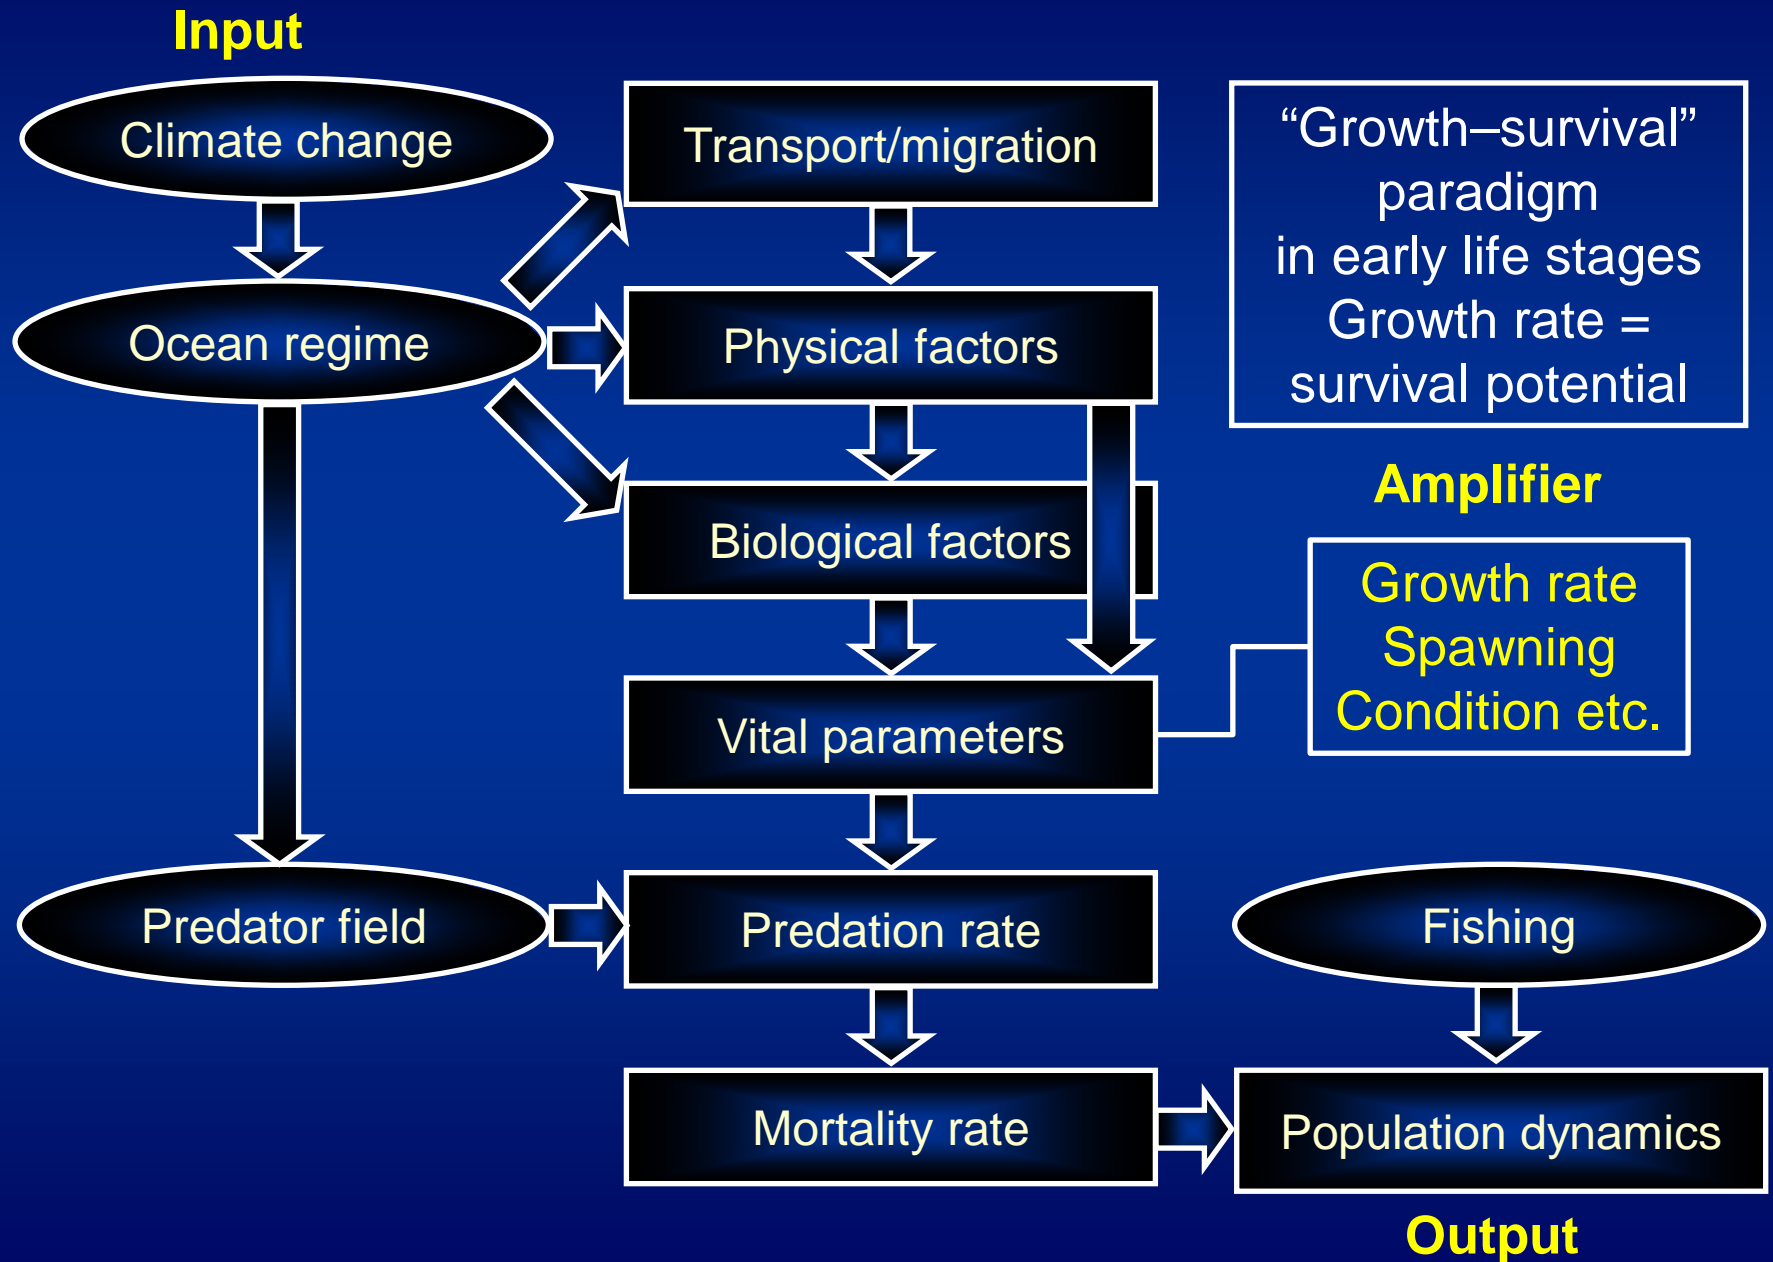 Input
Climate change
Transport/migration
“Growth–survival”
paradigm
in early life stages
Growth rate =
survival potential
Ocean regime
Physical factors
Amplifier
Biological factors
Growth rate
Spawning
Condition etc.
Vital parameters
Predator field
Predation rate
Fishing
Mortality rate
Population dynamics
Output